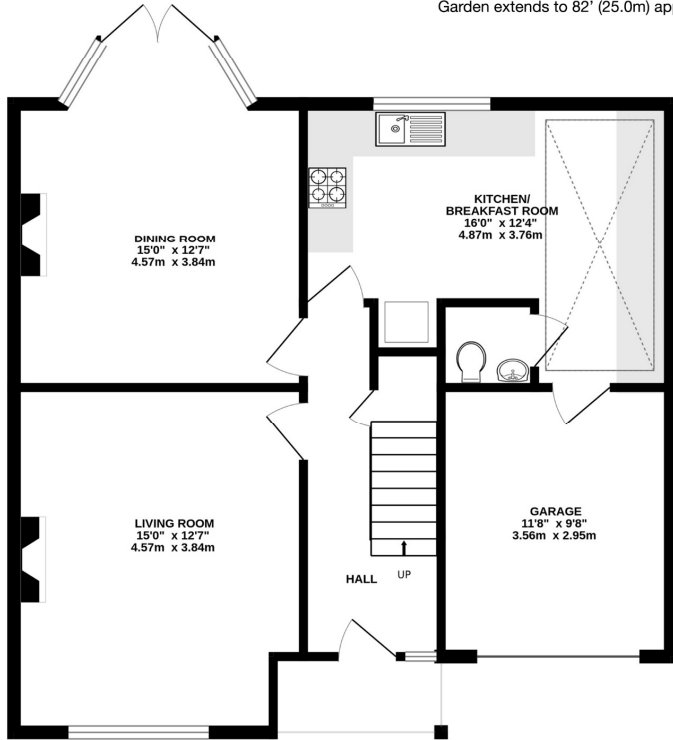 Garden extends to 82' (25.0m) ap
KITCHEN/
BREAKFAST ROOM
16'0" x 12'4"
4.87m x 3.76m
DINING ROOM
15'0" x 12'7"
4.57m x 3.84m
LIVING ROOM
15'0" x 12'7"
4.57m x 3.84m
GARAGE
11'8" x 9'8"
3.56m x 2.95m
HALL
UP